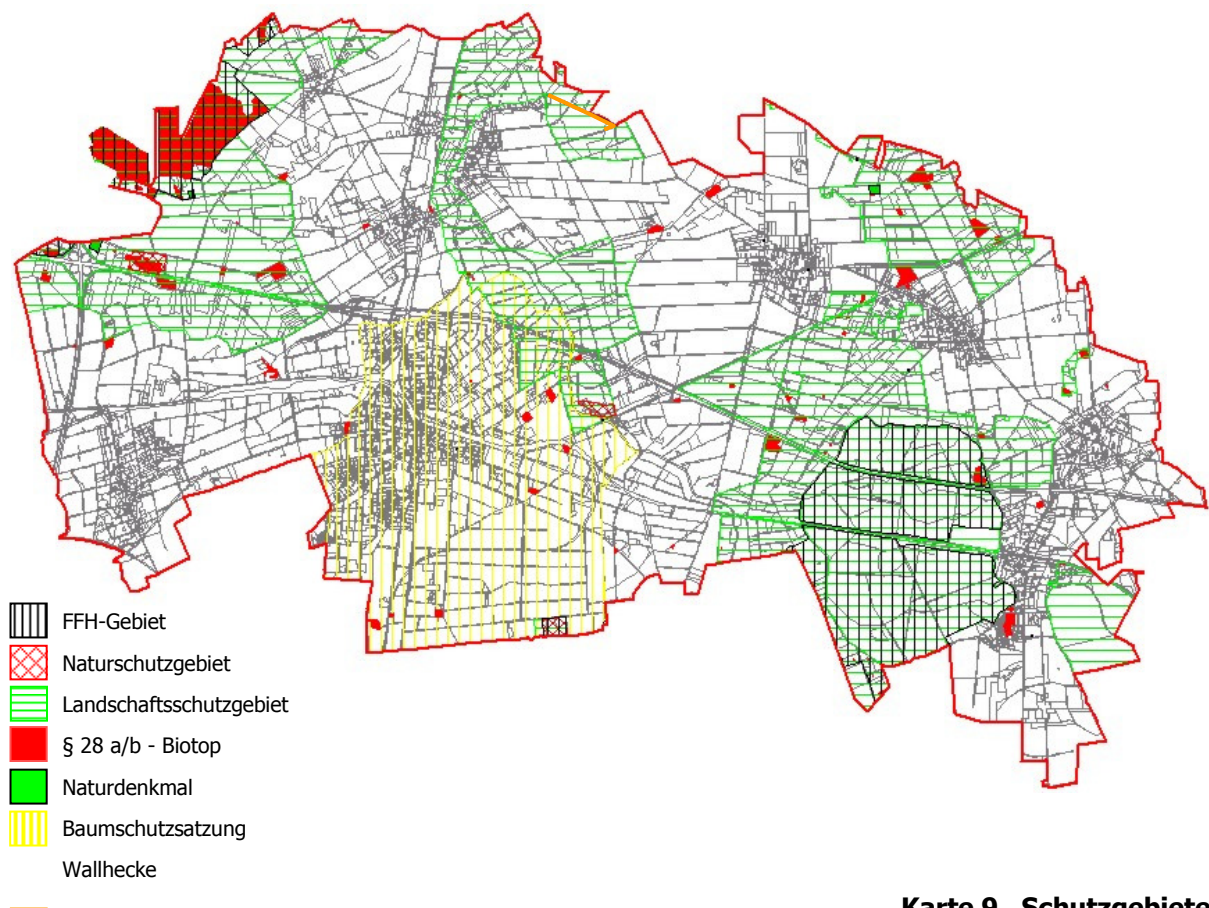 FFH-Gebiet
Naturschutzgebiet
Landschaftsschutzgebiet
§ 28 a/b - Biotop
Naturdenkmal
Baumschutzsatzung
Wallhecke
Karte 9 Schutzgebiete